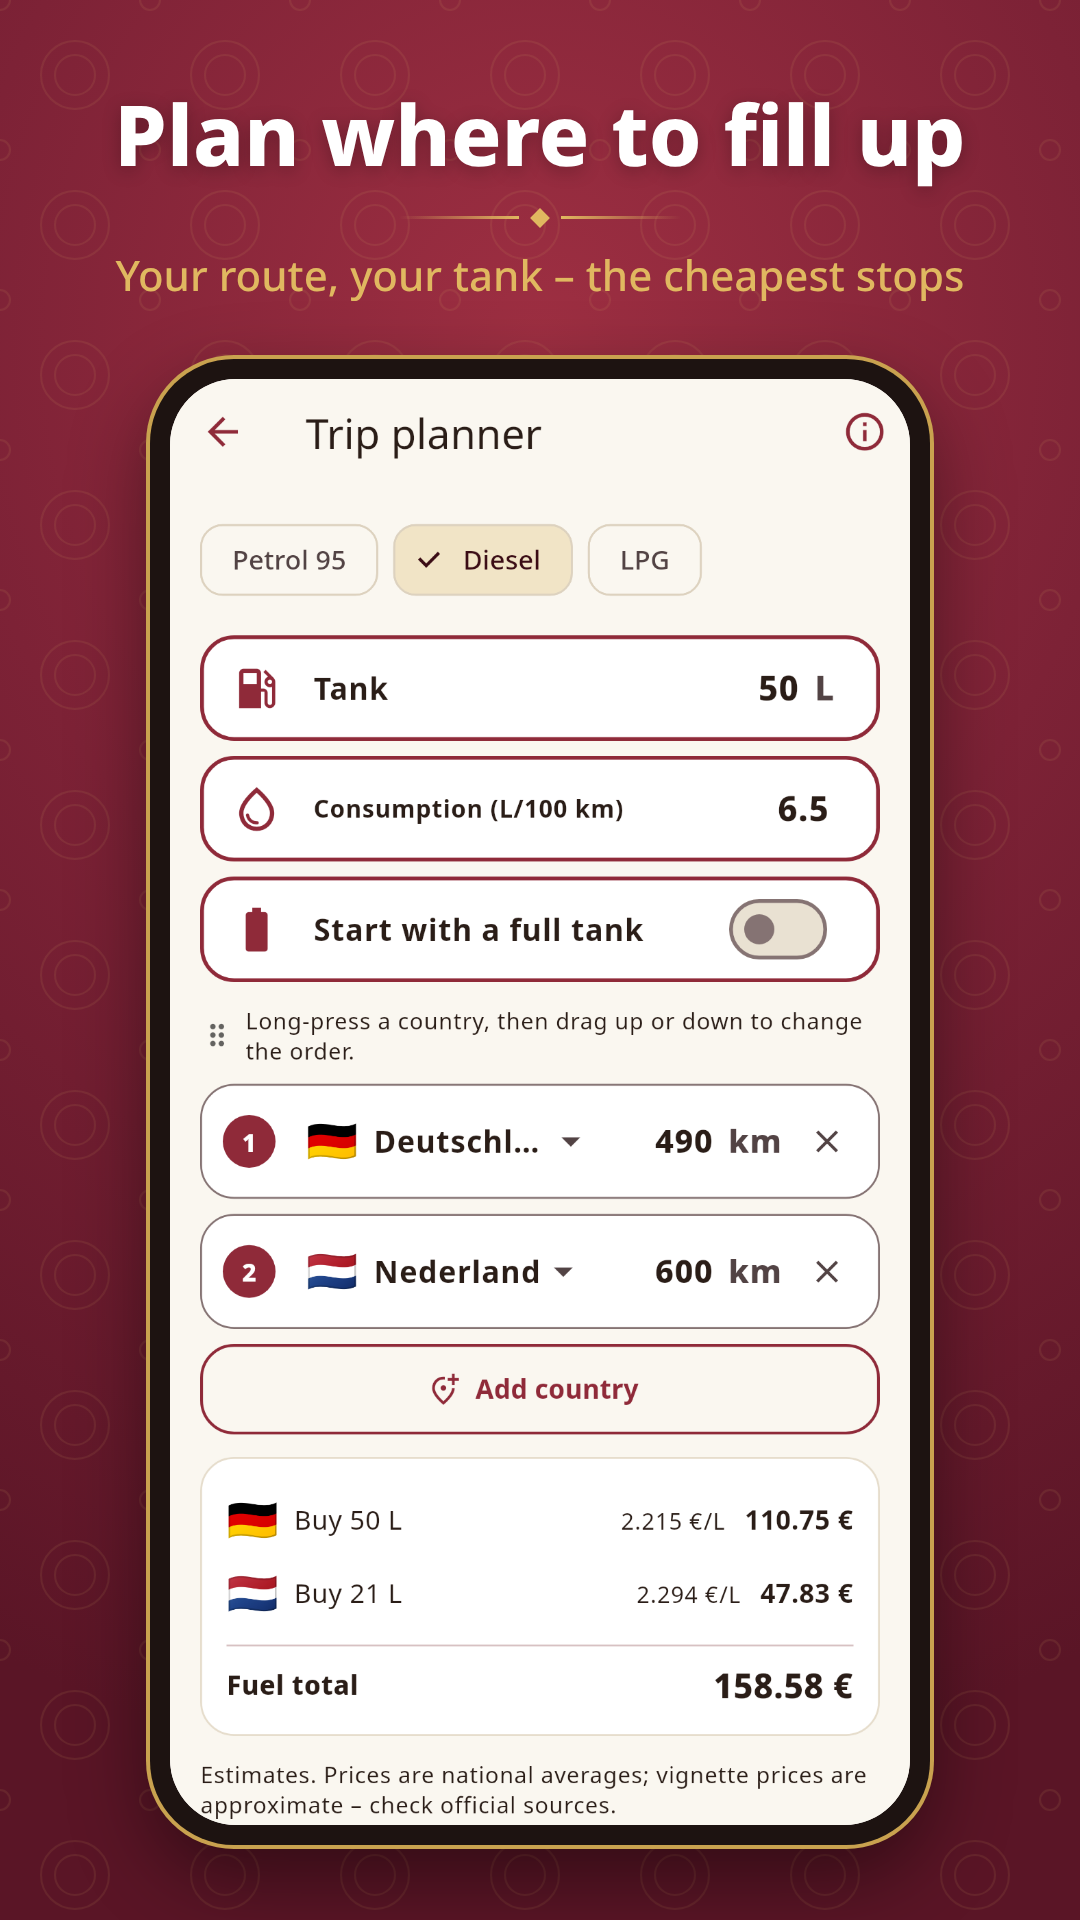 Plan where to fill up
Your route, your tank – the cheapest stops
Trip planner
Petrol 95
Diesel
LPG
Tank
50 L
Consumption (L/100 km)
6.5
Start with a full tank
Long-press a country, then drag up or down to change
the order.
1
Deutschl...
490 km
2
Nederland
600 km
Add country
Buy 50 L
2.215 €/L
110.75 €
Buy 21 L
2.294 €/L
47.83 €
Fuel total
158.58 €
Estimates. Prices are national averages; vignette prices are
approximate – check official sources.